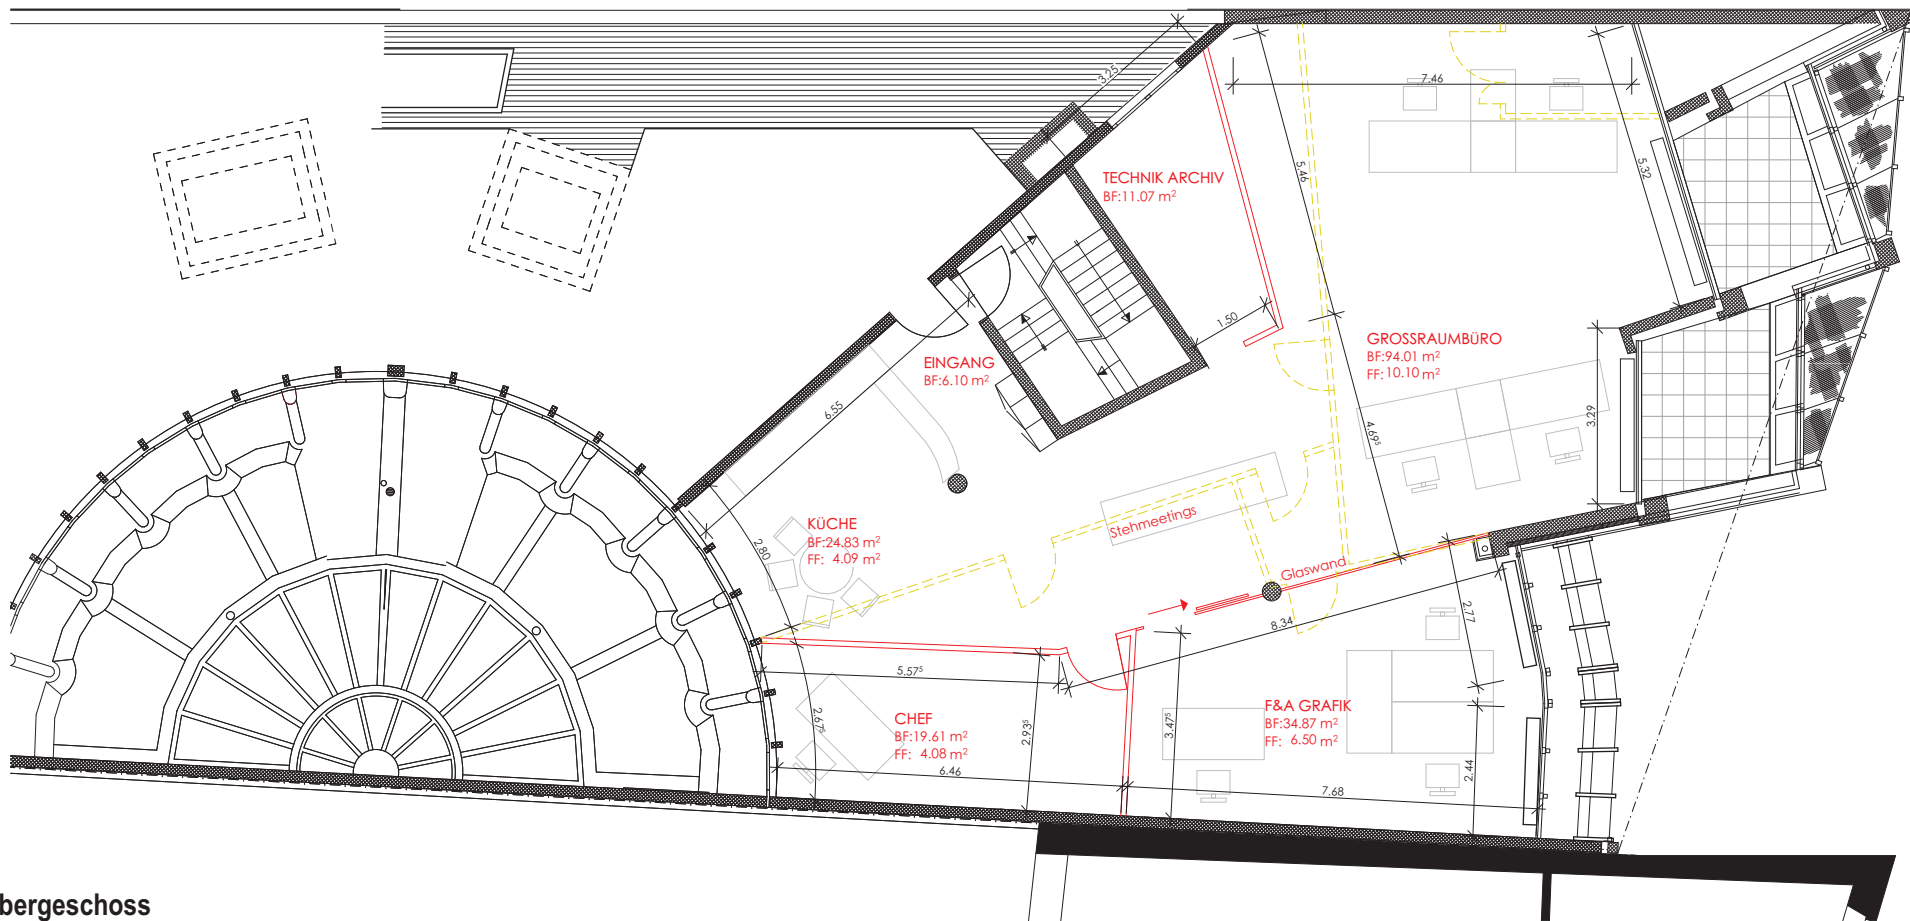 3.25
7.46
TECHNIK ARCHIV
BF:11.07 m²
5.46
5.32
1.50
GROSSRAUMBÜRO
BF:94.01 m²
FF: 10.10 m²
EINGANG
BF:6.10 m²
6.55
4.69⁵
3.29
KÜCHE
BF:24.83 m²
FF: 4.09 m²
2.80
Stehmeetings
Glaswand
2.77
8.34
5.57⁵
2.67⁵
CHEF
BF:19.61 m²
FF: 4.08 m²
2.93⁵
3.47⁵
F&A GRAFIK
BF:34.87 m²
FF: 6.50 m²
2.44
6.46
7.68
bergeschoss